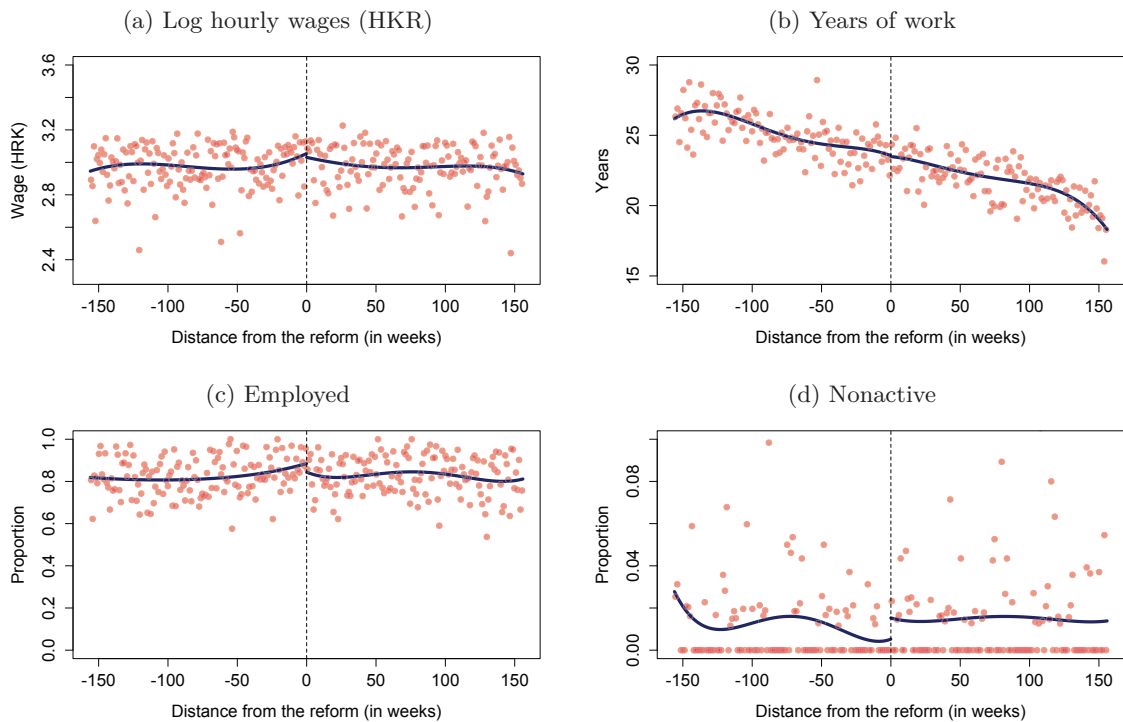 (a) Log hourly wages (HKR)
Wage (HRK)
3.6
3.2
2.8
2.4
-150 -100 -50 0 50 100 150
Distance from the reform (in weeks)
(b) Years of work
Years
30
25
20
15
-150 -100 -50 0 50 100 150
Distance from the reform (in weeks)
(c) Employed
Proportion
1.0
0.8
0.6
0.4
0.2
0.0
-150 -100 -50 0 50 100 150
Distance from the reform (in weeks)
(d) Nonactive
Proportion
0.08
0.04
0.00
-150 -100 -50 0 50 100 150
Distance from the reform (in weeks)